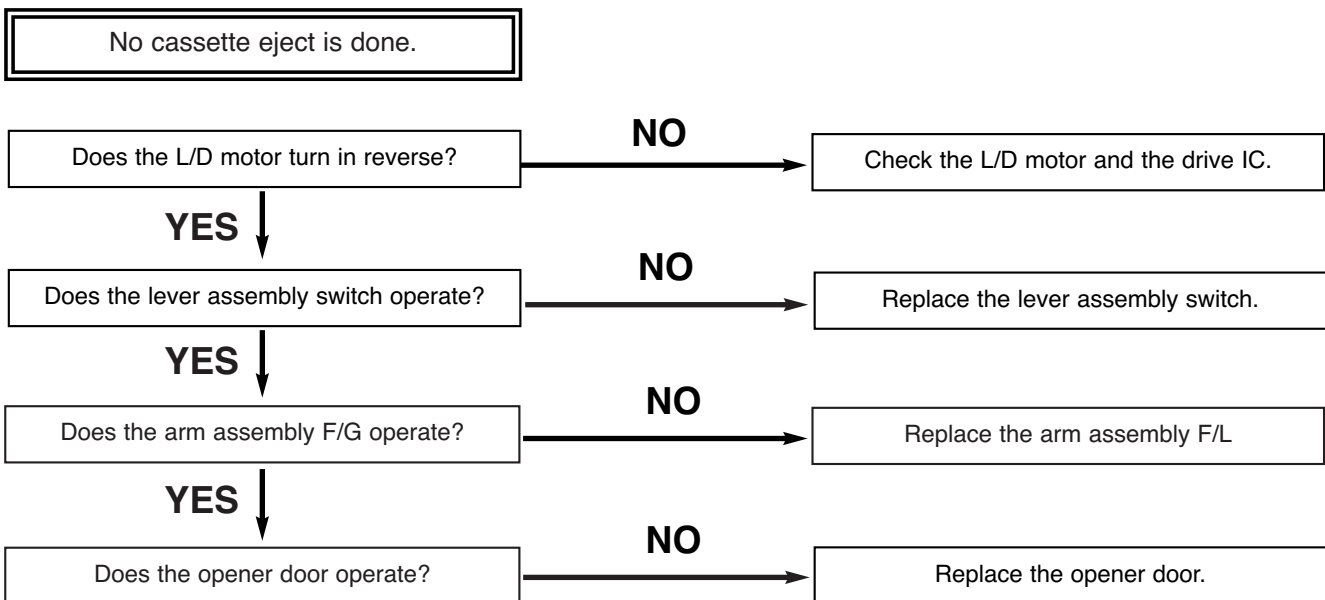 No cassette eject is done.
NO
Does the L/D motor turn in reverse?
Check the L/D motor and the drive IC.
YES
NO
Does the lever assembly switch operate?
Replace the lever assembly switch.
YES
NO
Does the arm assembly F/G operate?
Replace the arm assembly F/L
YES
NO
Does the opener door operate?
Replace the opener door.